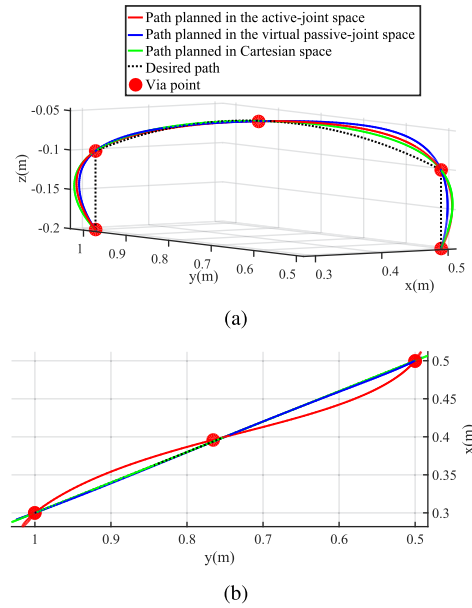 Path planned in the active-joint space
Path planned in the virtual passive-joint space
Path planned in Cartesian space
Desired path
Via point
-0.05
-0.1
-0.15
-0.2
z(m)
1
0.9
0.8
0.7
0.6
0.5
y(m)
0.3
0.4
0.5
x(m)
(a)
0.5
0.45
0.4
0.35
0.3
x(m)
1
0.9
0.8
0.7
0.6
0.5
y(m)
(b)